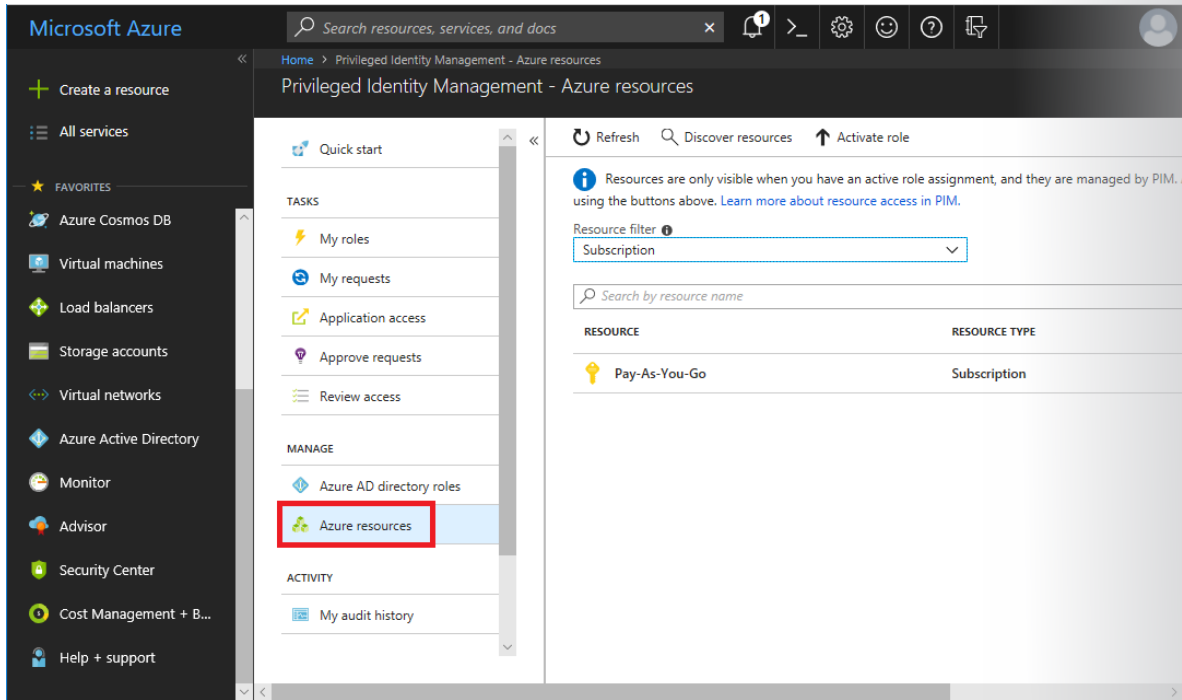 Microsoft Azure
Search resources, services, and docs
1
Home > Privileged Identity Management - Azure resources
Privileged Identity Management - Azure resources
Create a resource
All services
FAVORITES
Azure Cosmos DB
Virtual machines
Load balancers
Storage accounts
Virtual networks
Azure Active Directory
Monitor
Advisor
Security Center
Cost Management + B...
Help + support
Quick start
TASKS
My roles
My requests
Application access
Approve requests
Review access
MANAGE
Azure AD directory roles
Azure resources
ACTIVITY
My audit history
Refresh Discover resources Activate role
Resources are only visible when you have an active role assignment, and they are managed by PIM.
using the buttons above. Learn more about resource access in PIM.
Resource filter
Subscription
Search by resource name
RESOURCE RESOURCE TYPE
Pay-As-You-Go Subscription